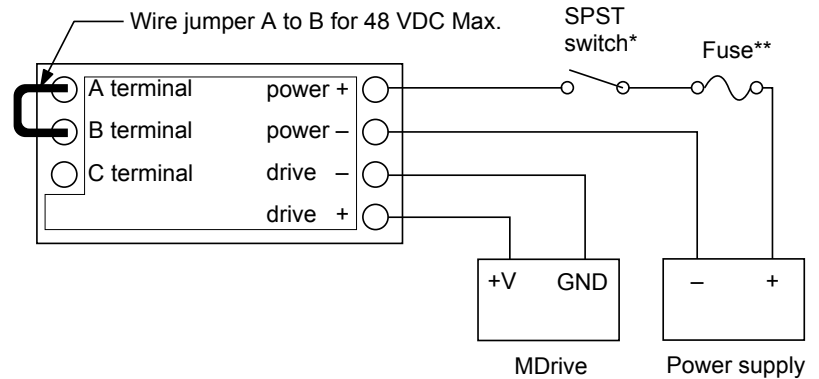 Wire jumper A to B for 48 VDC Max.
SPST
switch*
Fuse**
A terminal power +
B terminal power –
C terminal drive –
drive +
+V GND
– +
MDrive
Power supply